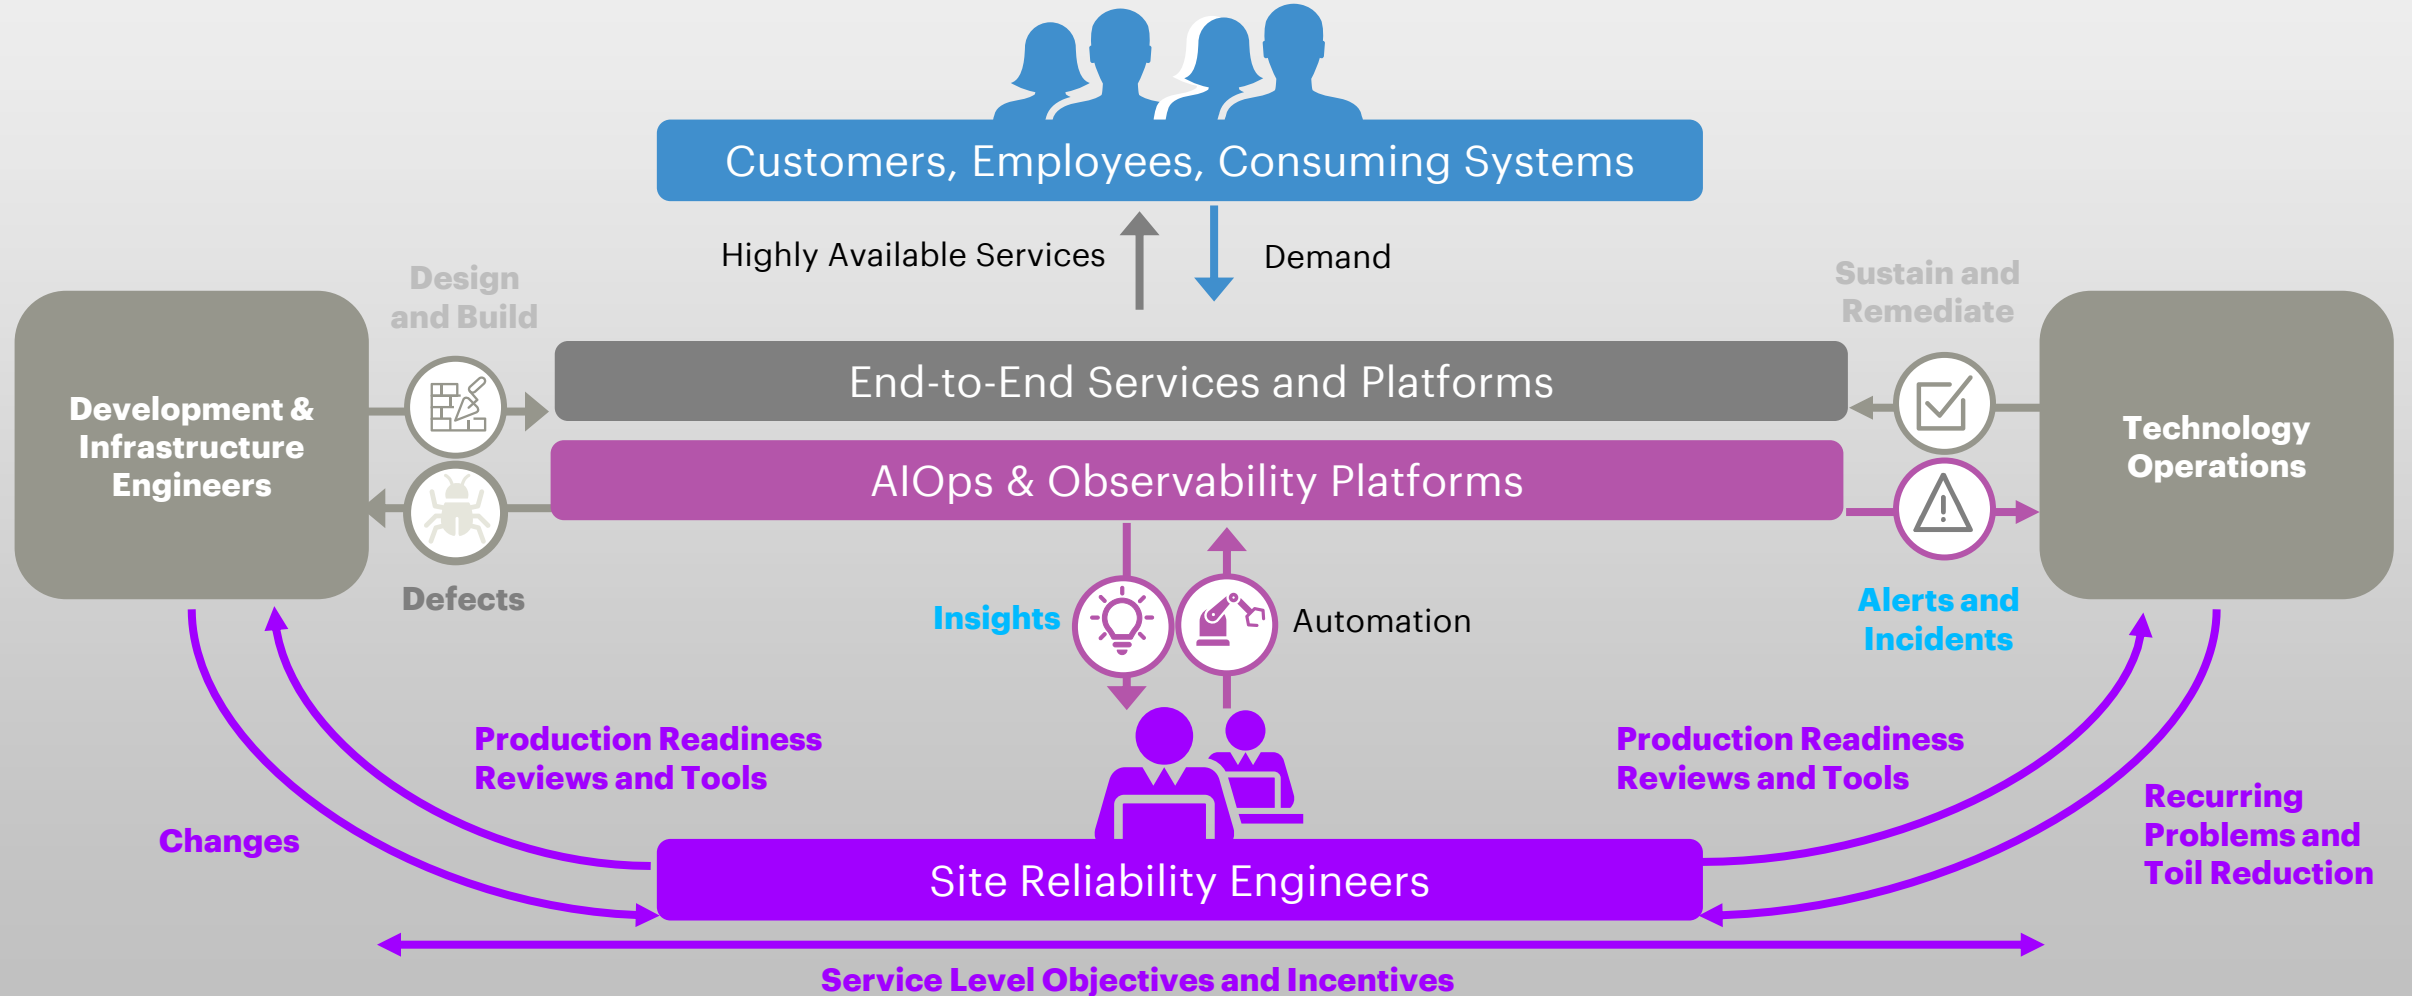 Customers, Employees, Consuming Systems
Highly Available Services
Demand
Design
and Build
Sustain and
Remediate
End-to-End Services and Platforms
Development &
Infrastructure
Engineers
Technology
Operations
AIOps & Observability Platforms
Defects
Insights
Automation
Alerts and
Incidents
Production Readiness
Reviews and Tools
Production Readiness
Reviews and Tools
Changes
Recurring
Problems and
Toil Reduction
Site Reliability Engineers
Service Level Objectives and Incentives